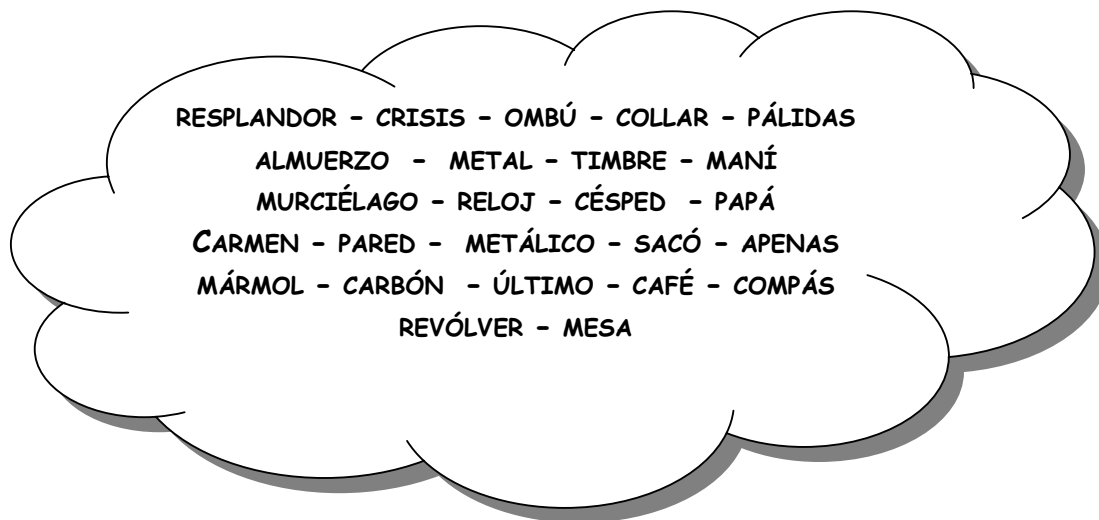 RESPLANDOR – CRISIS – OMBÚ – COLLAR – PÁLIDAS
ALMUERZO – METAL – TIMBRE – MANÍ
MURCIÉLAGO – RELOJ – CÉSPED – PAPÁ
CARMEN – PARED – METÁLICO – SACÓ – APENAS
MÁRMOL – CARBÓN – ÚLTIMO – CAFÉ – COMPÁS
REVÓLVER – MESA